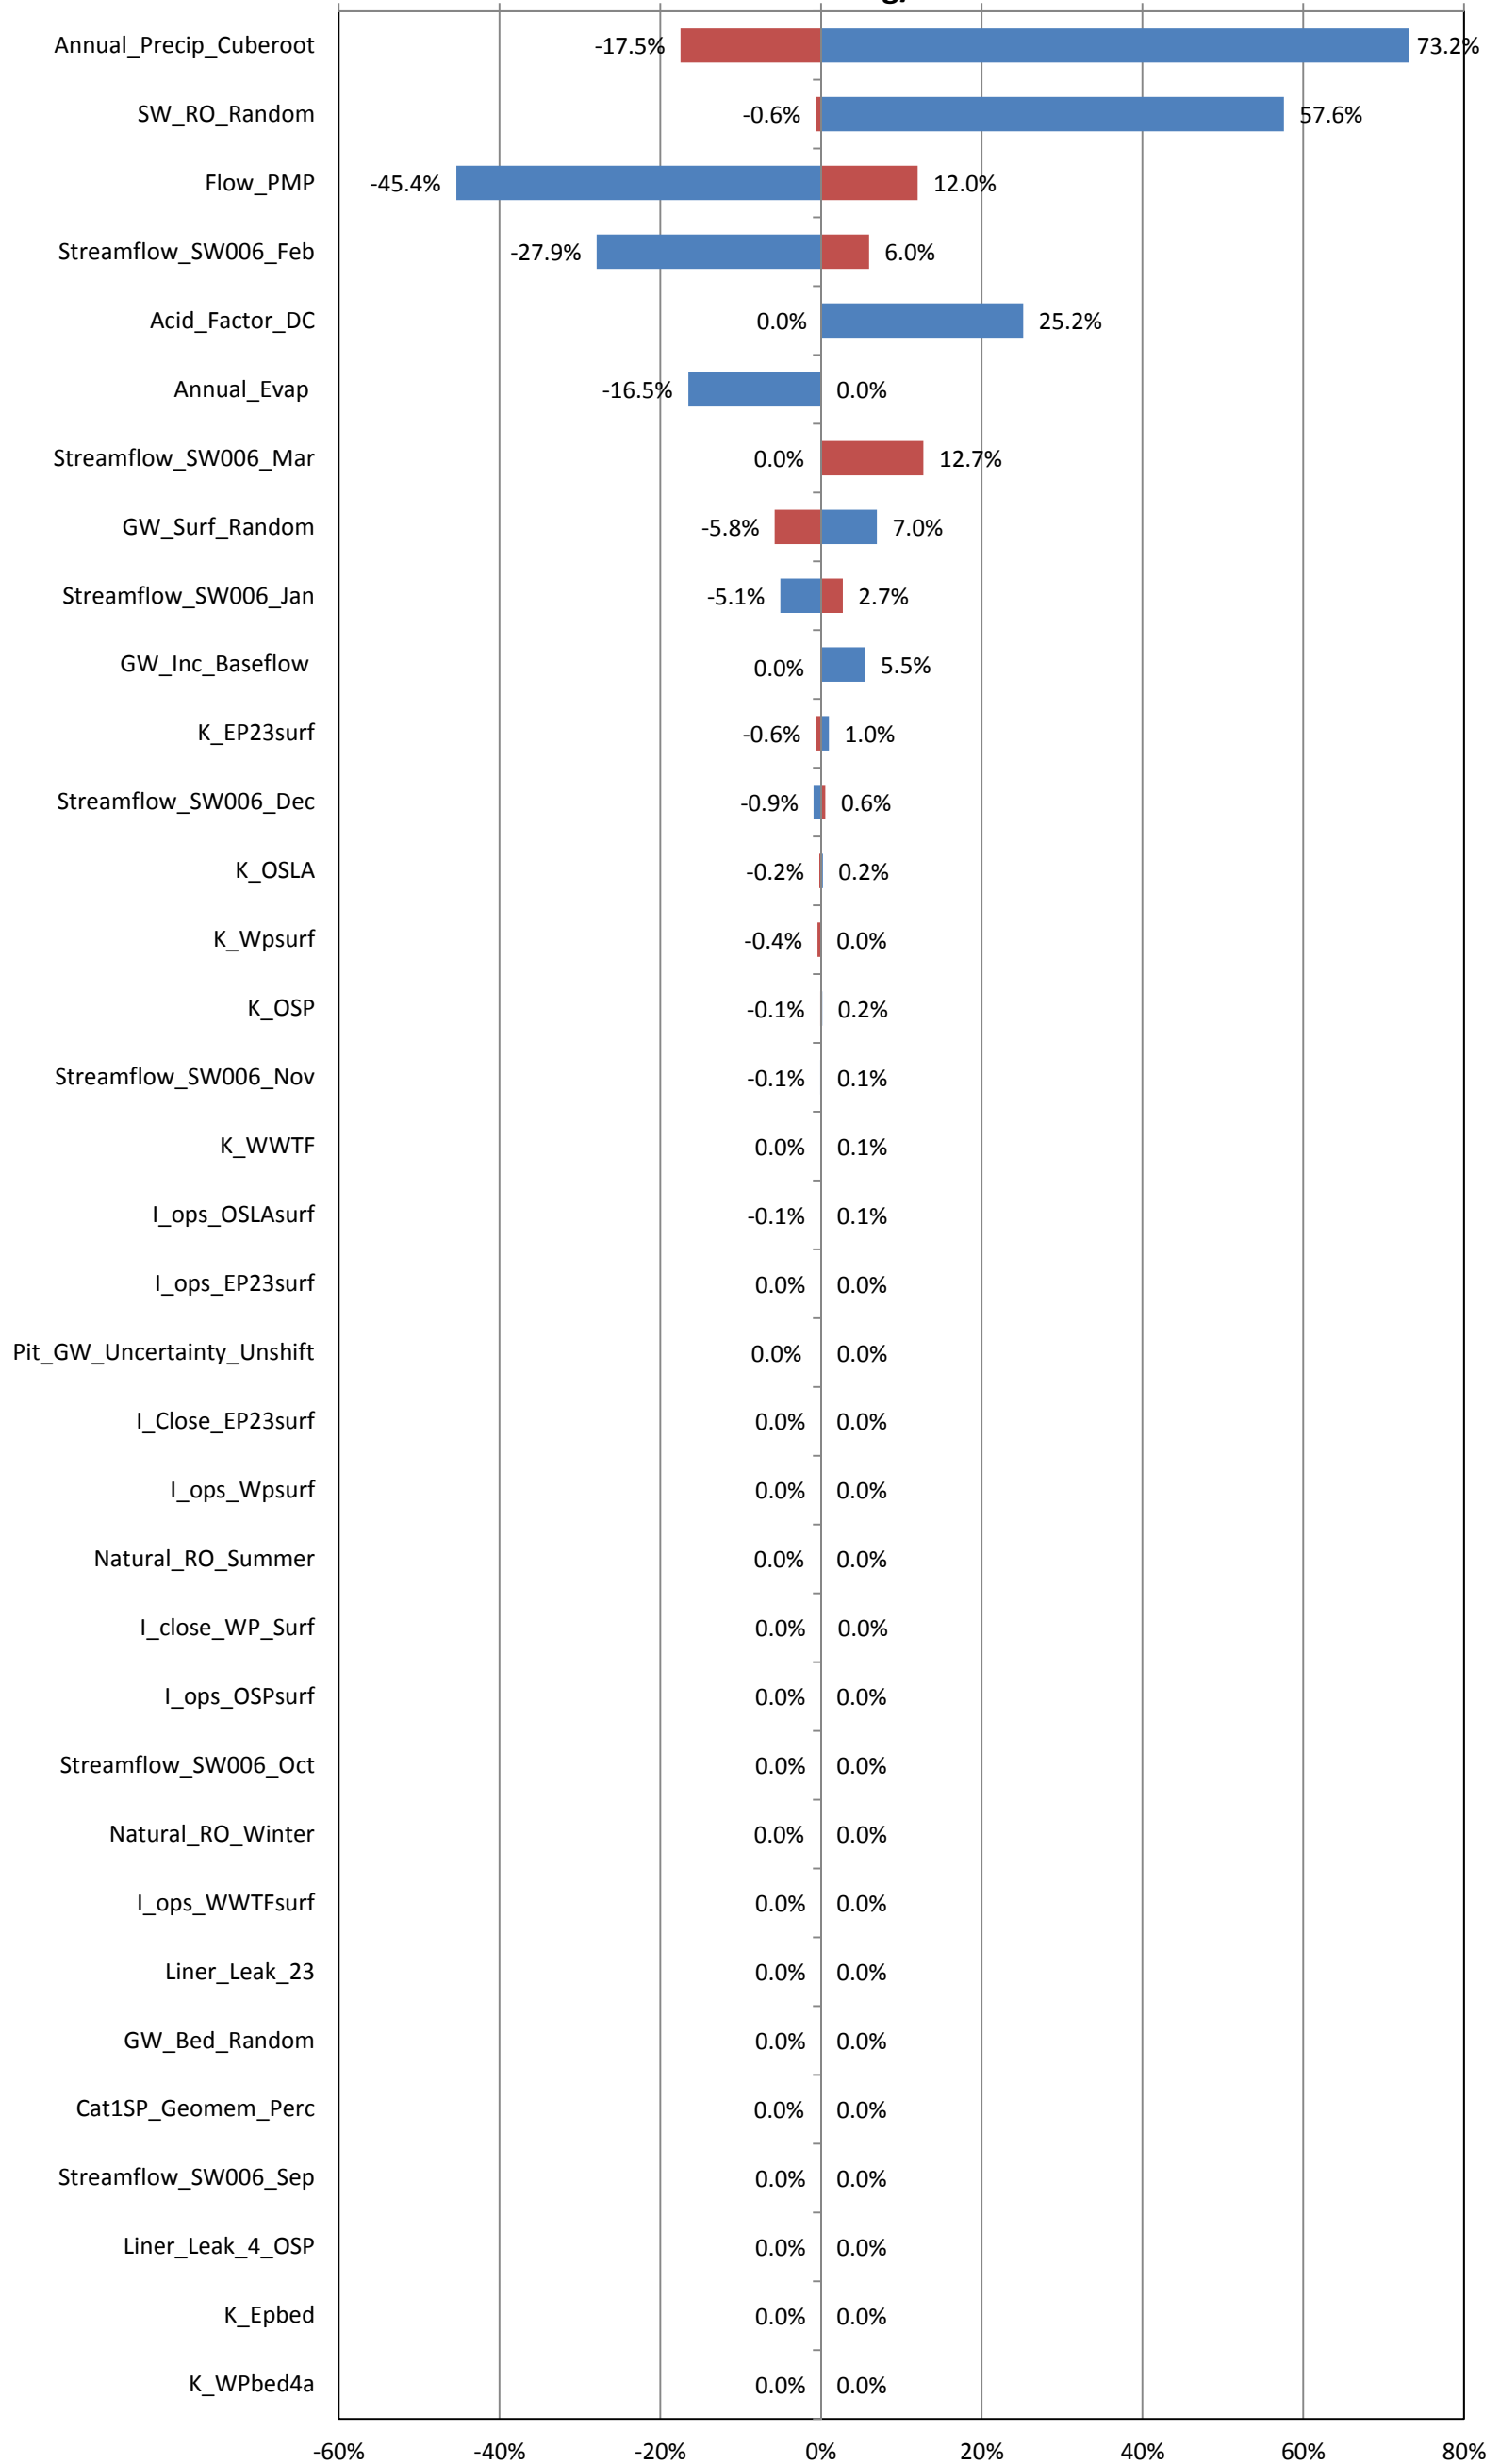 Annual_Precip_Cuberoot -17.5% 73.2%
SW_RO_Random -0.6% 57.6%
Flow_PMP -45.4% 12.0%
Streamflow_SW006_Feb -27.9% 6.0%
Acid_Factor_DC 0.0% 25.2%
Annual_Evap -16.5% 0.0%
Streamflow_SW006_Mar 0.0% 12.7%
GW_Surf_Random -5.8% 7.0%
Streamflow_SW006_Jan -5.1% 2.7%
GW_Inc_Baseflow 0.0% 5.5%
K_EP23surf -0.6% 1.0%
Streamflow_SW006_Dec -0.9% 0.6%
K_OSLA -0.2% 0.2%
K_Wpsurf -0.4% 0.0%
K_OSP -0.1% 0.2%
Streamflow_SW006_Nov -0.1% 0.1%
K_WWTF 0.0% 0.1%
I_ops_OSLAsurf -0.1% 0.1%
I_ops_EP23surf 0.0% 0.0%
Pit_GW_Uncertainty_Unshift 0.0% 0.0%
I_Close_EP23surf 0.0% 0.0%
I_ops_Wpsurf 0.0% 0.0%
Natural_RO_Summer 0.0% 0.0%
I_close_WP_Surf 0.0% 0.0%
I_ops_OSPsurf 0.0% 0.0%
Streamflow_SW006_Oct 0.0% 0.0%
Natural_RO_Winter 0.0% 0.0%
I_ops_WWTFsurf 0.0% 0.0%
Liner_Leak_23 0.0% 0.0%
GW_Bed_Random 0.0% 0.0%
Cat1SP_Geomem_Perc 0.0% 0.0%
Streamflow_SW006_Sep 0.0% 0.0%
Liner_Leak_4_OSP 0.0% 0.0%
K_Epbed 0.0% 0.0%
K_WPbed4a 0.0% 0.0%
-60% -40% -20% 0% 20% 40% 60% 80%